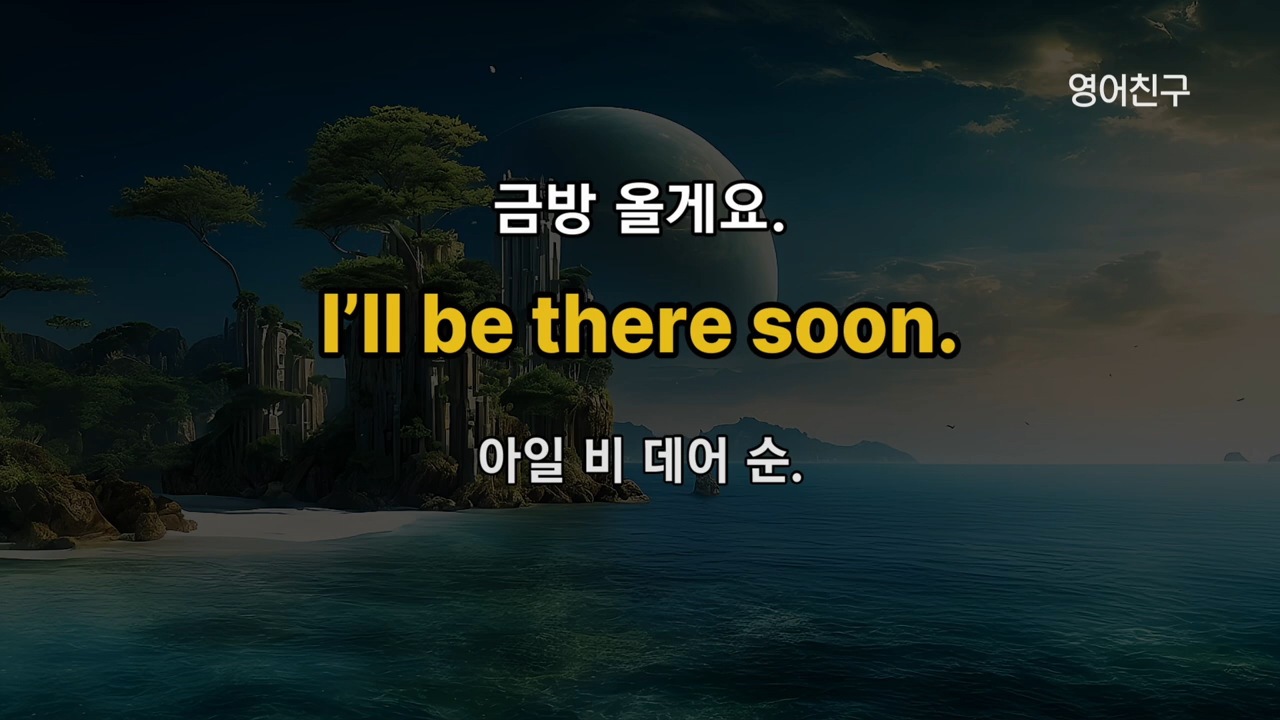 영어친구
금방 올게요.
I’ll be there soon.
아일 비 데어 순.